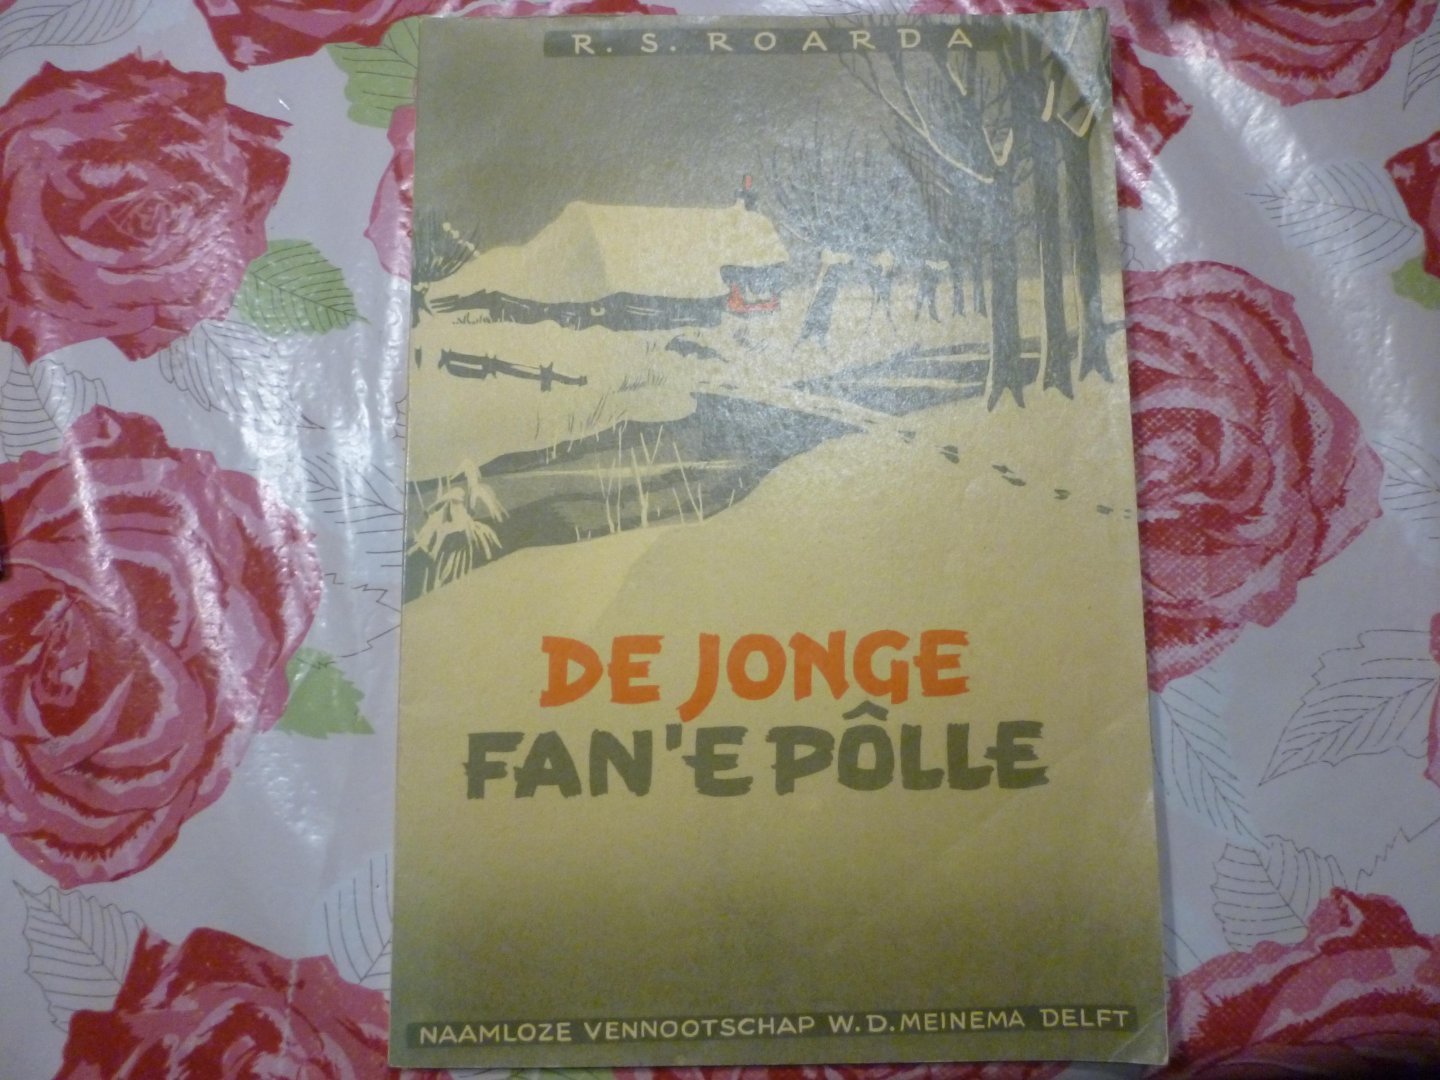 R. S. ROARDA
DE JONGE
FAN'E PÔLLE
NAAMLOZE VENNOOTSCHAP W.D. MEINEMA DELFT